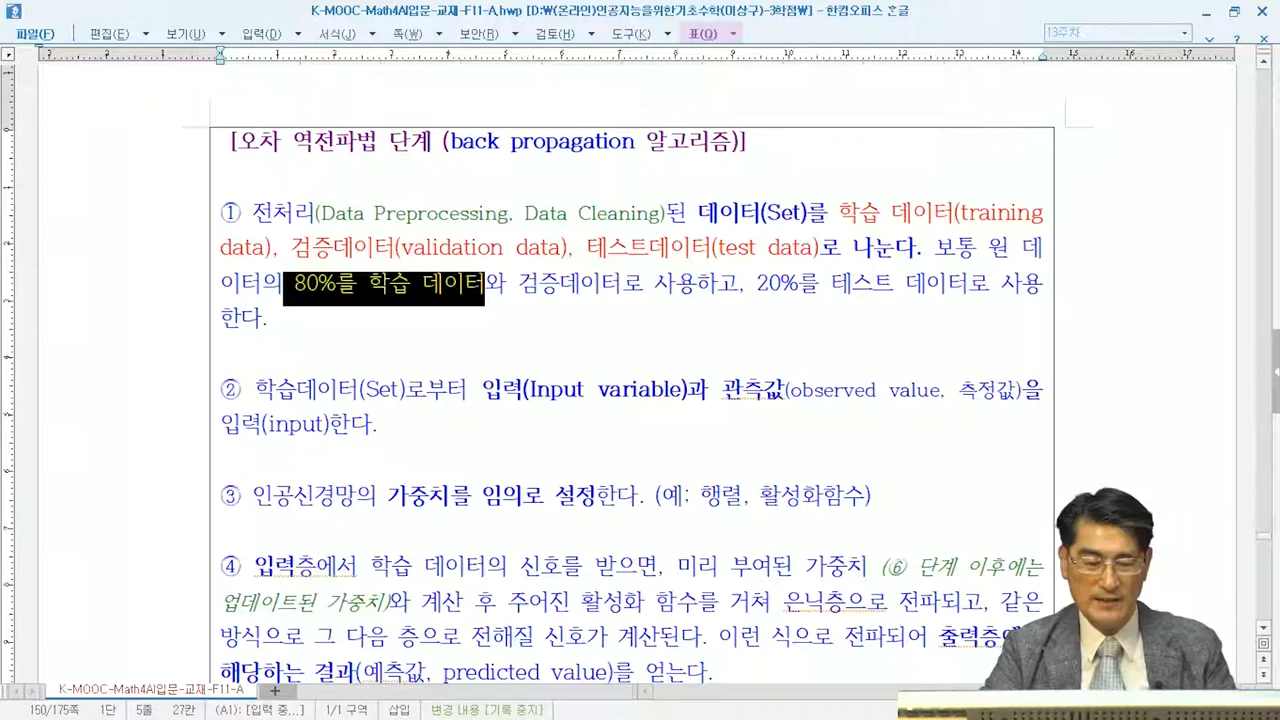 K-MOOC-Math4AI입문-교재-F11-A.hwp [D:₩(온라인)인공지능을위한기초수학(이상구)-3학점₩] - 한컴오피스 한글
파일(F) 편집(E) 보기(U) 입력(D) 서식(J) 쪽(W) 보안(B) 검토(H) 도구(K) 표(Q) 13주차
[오차 역전파법 단계 (back propagation 알고리즘)]
① 전처리(Data Preprocessing, Data Cleaning)된 데이터(Set)를 학습 데이터(training
data), 검증데이터(validation data), 테스트데이터(test data)로 나눈다. 보통 원 데
이터의 80%를 학습 데이터와 검증데이터로 사용하고, 20%를 테스트 데이터로 사용
한다.
② 학습데이터(Set)로부터 입력(Input variable)과 관측값(observed value, 측정값)을
입력(input)한다.
③ 인공신경망의 가중치를 임의로 설정한다. (예; 행렬, 활성화함수)
④ 입력층에서 학습 데이터의 신호를 받으면, 미리 부여된 가중치 (⑥ 단계 이후에는
업데이트된 가중치)와 계산 후 주어진 활성화 함수를 거쳐 은닉층으로 전파되고, 같은
방식으로 그 다음 층으로 전해질 신호가 계산된다. 이런 식으로 전파되어 출력층에
해당하는 결과(예측값, predicted value)를 얻는다.
K-MOOC-Math4AI입문-교재-F11-A
150/175쪽 1단 5줄 27칸 (A1): [입력 중...] 1/1 구역 삽입 변경 내용 [기록 중지]